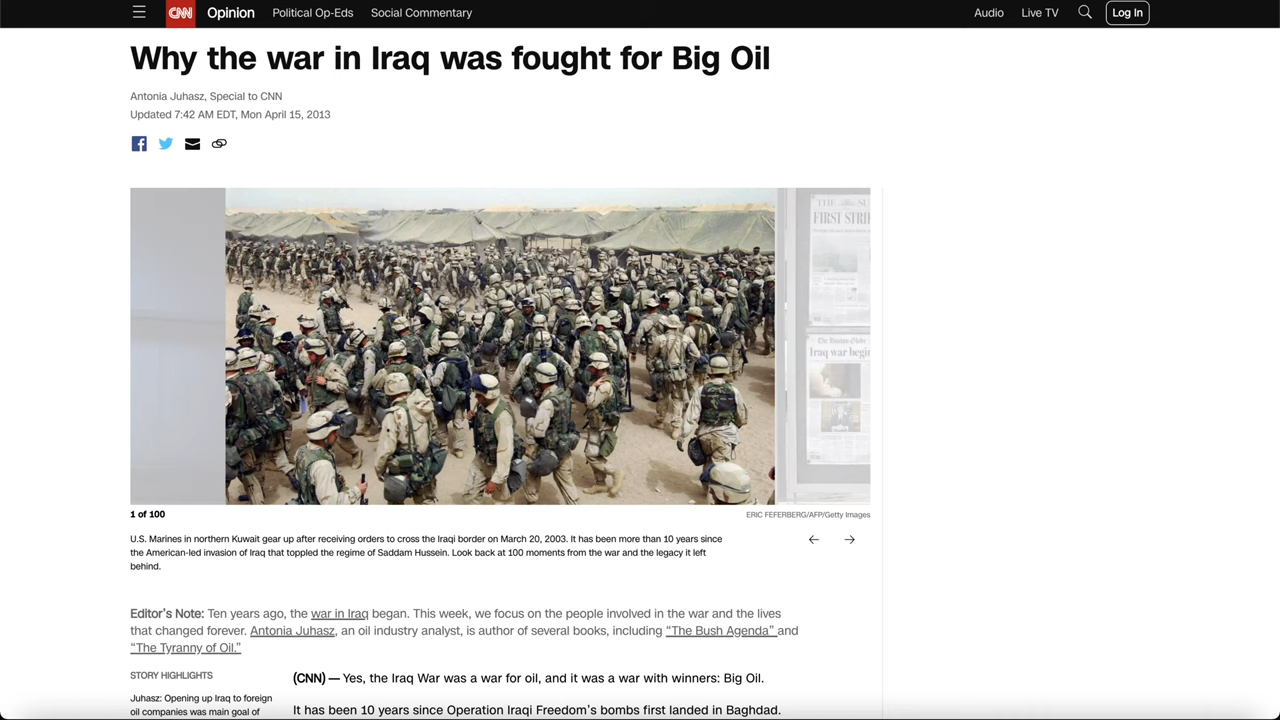 CNN Opinion Political Op-Eds Social Commentary Audio Live TV Log In
Why the war in Iraq was fought for Big Oil
Antonia Juhasz, Special to CNN
Updated 7:42 AM EDT, Mon April 15, 2013
FIRST STRI
Iraq war begin
1 of 100
ERIC FEFERBERG/AFP/Getty Images
U.S. Marines in northern Kuwait gear up after receiving orders to cross the Iraqi border on March 20, 2003. It has been more than 10 years since
the American-led invasion of Iraq that toppled the regime of Saddam Hussein. Look back at 100 moments from the war and the legacy it left
behind.
Editor's Note: Ten years ago, the war in Iraq began. This week, we focus on the people involved in the war and the lives
that changed forever. Antonia Juhasz, an oil industry analyst, is author of several books, including “The Bush Agenda” and
“The Tyranny of Oil.”
STORY HIGHLIGHTS
Juhasz: Opening up Iraq to foreign
oil companies was main goal of
(CNN) — Yes, the Iraq War was a war for oil, and it was a war with winners: Big Oil.
It has been 10 years since Operation Iraqi Freedom’s bombs first landed in Baghdad.